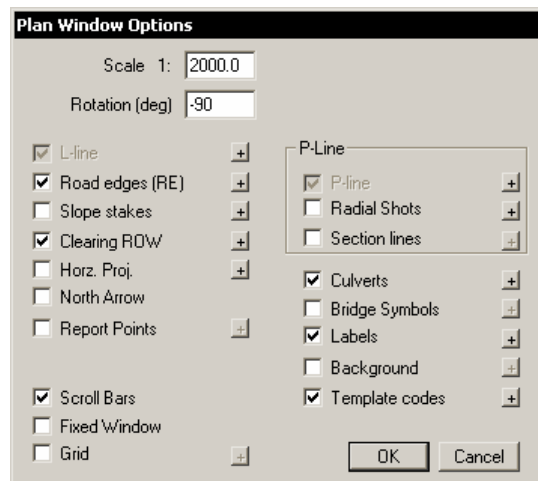 Plan Window Options
Scale 1: 2000.0
Rotation (deg) -90
L-line +
Road edges (RE) +
Slope stakes +
Clearing ROW +
Horz. Proj. +
North Arrow
Report Points +
Scroll Bars
Fixed Window
Grid +
P-Line
P-line +
Radial Shots +
Section lines +
Culverts +
Bridge Symbols +
Labels +
Background +
Template codes +
OK Cancel